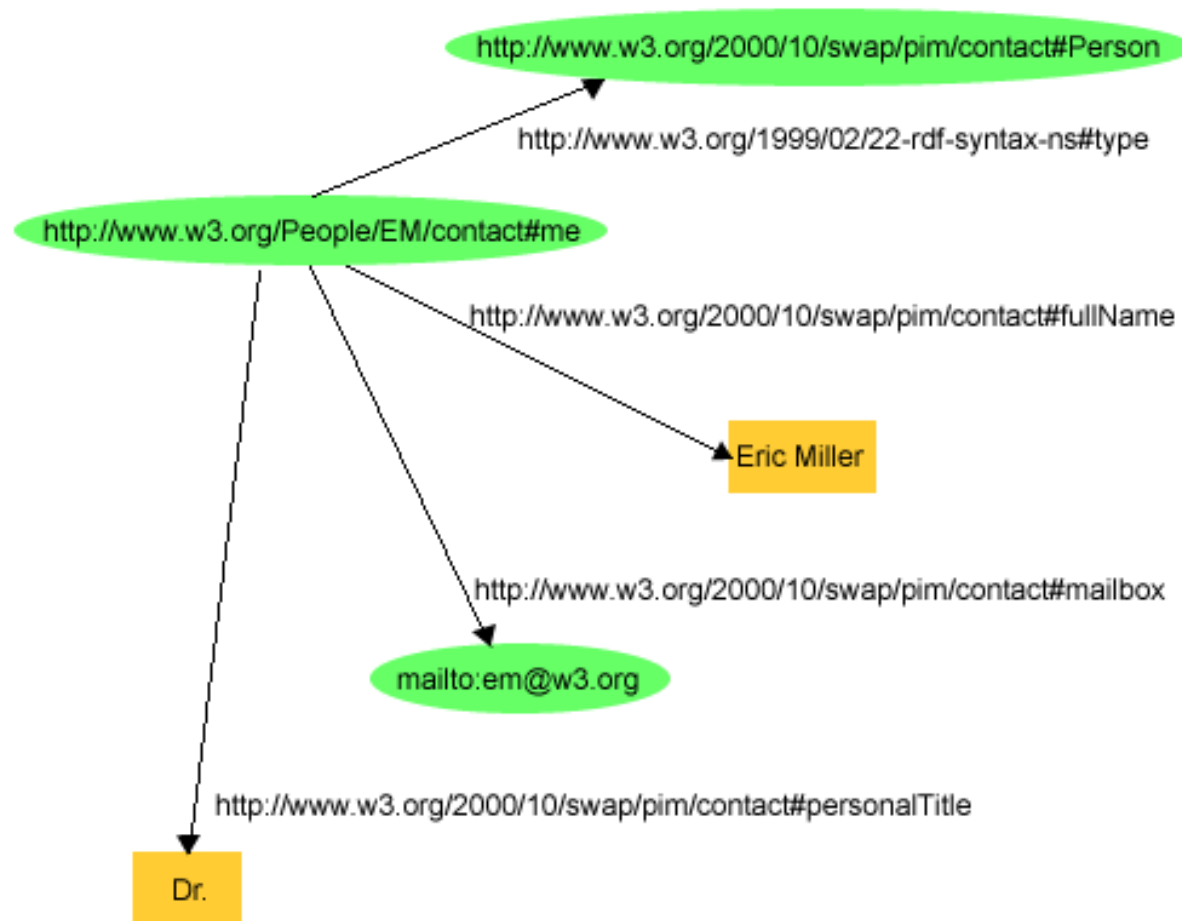 http://www.w3.org/2000/10/swap/pim/contact#Person
http://www.w3.org/1999/02/22-rdf-syntax-ns#type
http://www.w3.org/People/EM/contact#me
http://www.w3.org/2000/10/swap/pim/contact#fullName
Eric Miller
http://www.w3.org/2000/10/swap/pim/contact#mailbox
mailto:em@w3.org
http://www.w3.org/2000/10/swap/pim/contact#personalTitle
Dr.